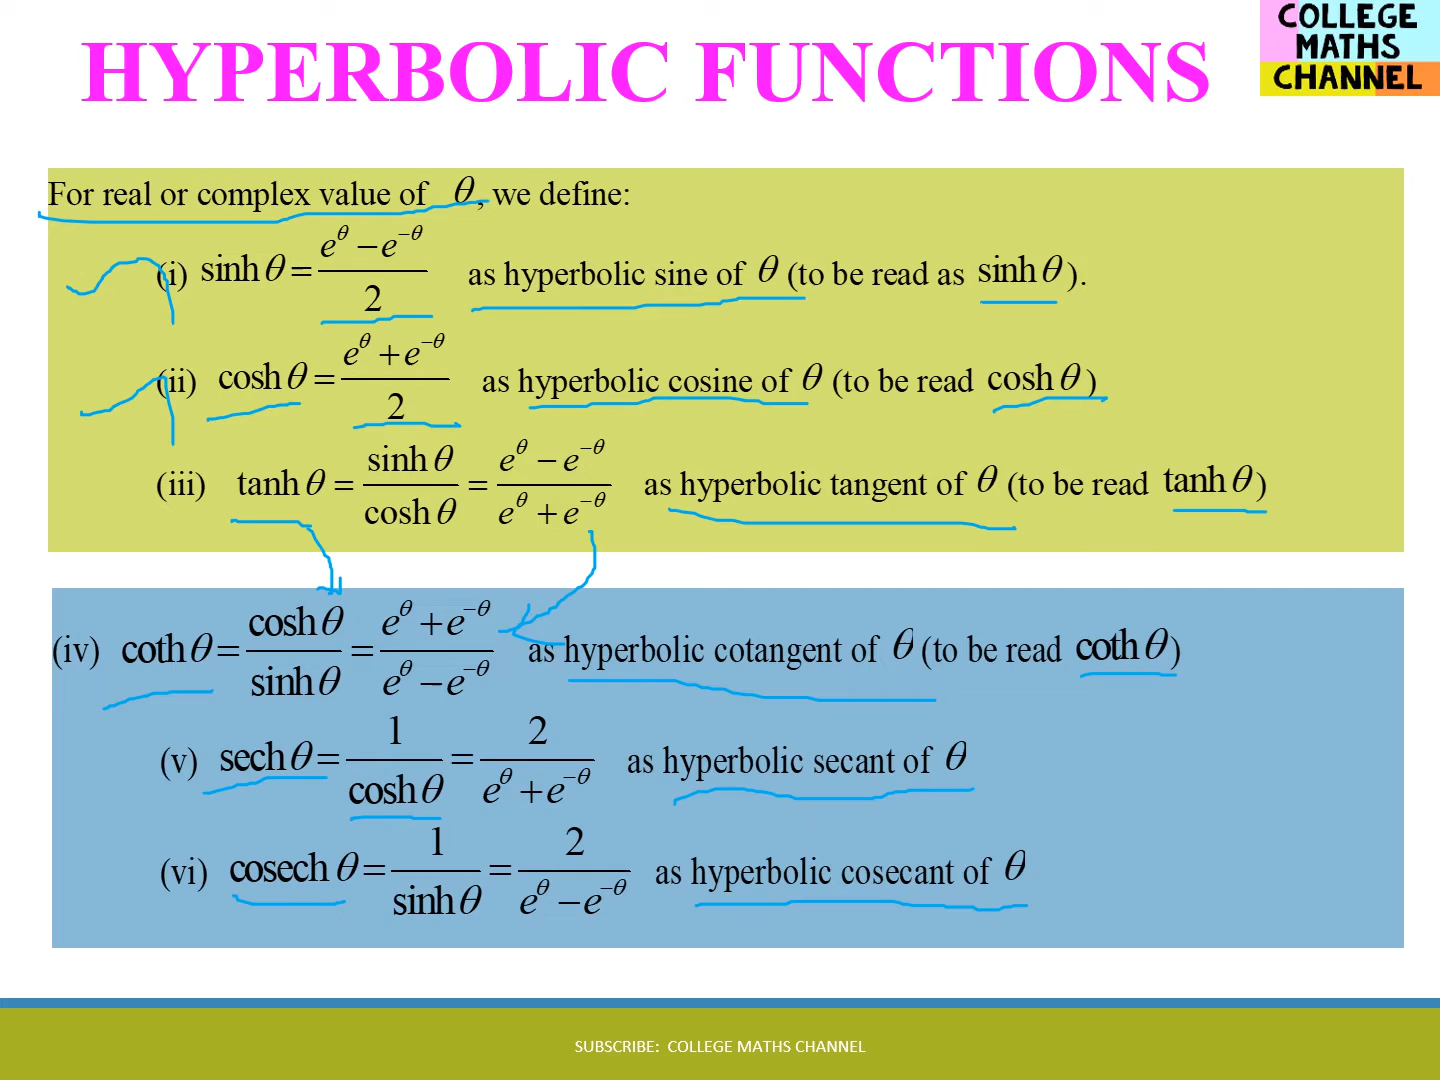 HYPERBOLIC FUNCTIONS
COLLEGE
MATHS
CHANNEL
For real or complex value of θ, we define:
(i) sinh θ = (e^θ − e^−θ)/2 as hyperbolic sine of θ (to be read as sinh θ).
(ii) cosh θ = (e^θ + e^−θ)/2 as hyperbolic cosine of θ (to be read cosh θ)
(iii) tanh θ = sinh θ/cosh θ = (e^θ − e^−θ)/(e^θ + e^−θ) as hyperbolic tangent of θ (to be read tanh θ)
(iv) coth θ = cosh θ/sinh θ = (e^θ + e^−θ)/(e^θ − e^−θ) as hyperbolic cotangent of θ (to be read coth θ)
(v) sech θ = 1/cosh θ = 2/(e^θ + e^−θ) as hyperbolic secant of θ
(vi) cosech θ = 1/sinh θ = 2/(e^θ − e^−θ) as hyperbolic cosecant of θ
SUBSCRIBE: COLLEGE MATHS CHANNEL